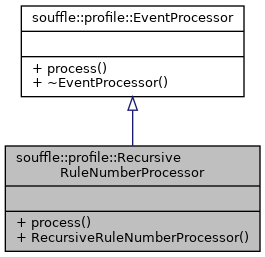 souffle::profile::EventProcessor
+ process()
+ ~EventProcessor()
souffle::profile::Recursive
RuleNumberProcessor
+ process()
+ RecursiveRuleNumberProcessor()